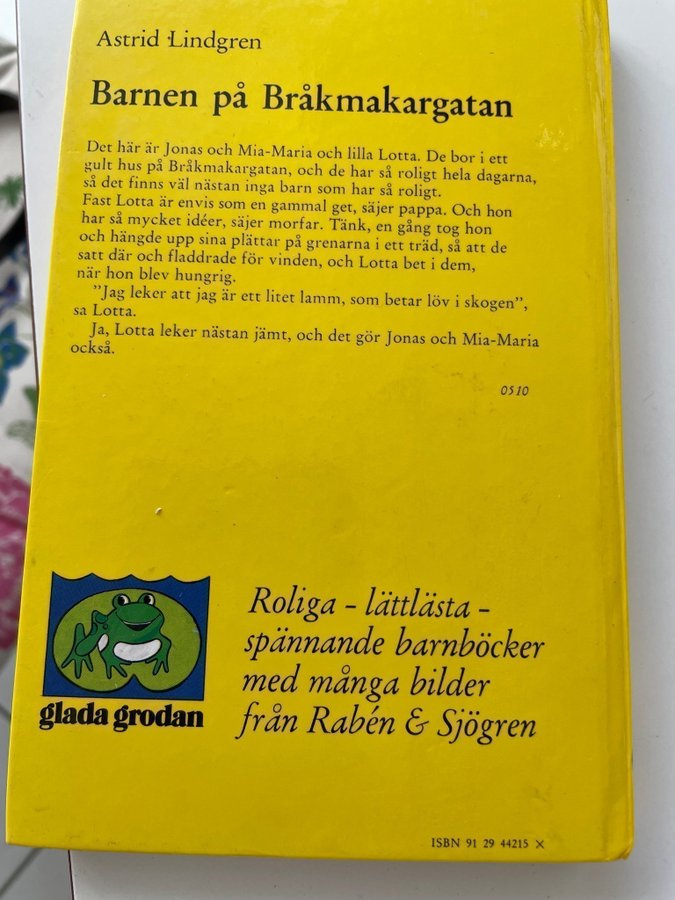 Astrid Lindgren
Barnen på Bråkmakargatan
Det här är Jonas och Mia-Maria och lilla Lotta. De bor i ett
gult hus på Bråkmakargatan, och de har så roligt hela dagarna,
så det finns väl nästan inga barn som har så roligt.
Fast Lotta är envis som en gammal get, säjer pappa. Och hon
har så mycket idéer, säjer morfar. Tänk, en gång tog hon
och hängde upp sina plättar på grenarna i ett träd, så att de
satt där och fladdrade för vinden, och Lotta bet i dem,
när hon blev hungrig.
”Jag leker att jag är ett litet lamm, som betar löv i skogen”,
sa Lotta.
Ja, Lotta leker nästan jämt, och det gör Jonas och Mia-Maria
också.
0510
Roliga – lättlästa –
spännande barnböcker
med många bilder
från Rabén & Sjögren
glada grodan
ISBN 91 29 44215 X